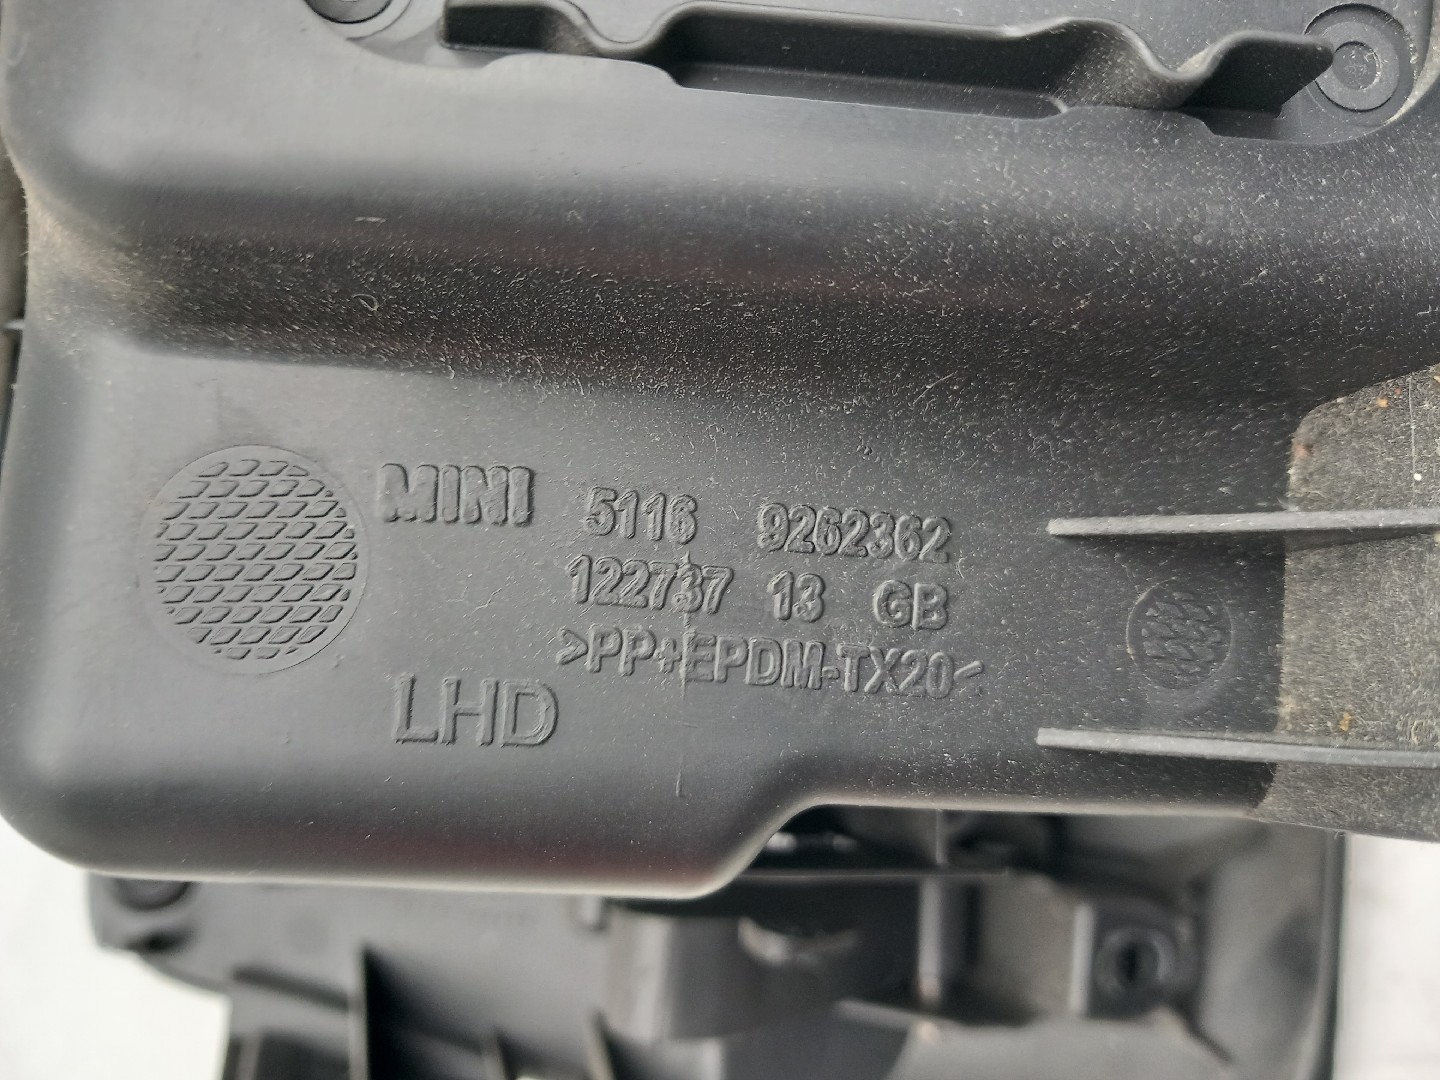 MINI 5116 9262362
122737 13 GB
>PP+EPDM-TX20<
LHD